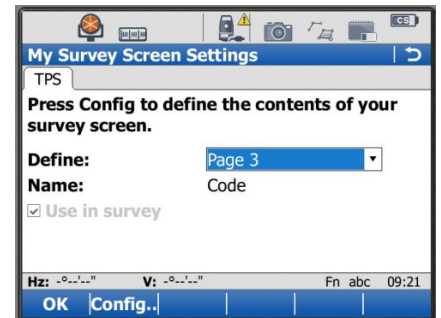 CS
My Survey Screen Settings
TPS
Press Config to define the contents of your
survey screen.
Define: Page 3
Name: Code
Use in survey
Hz: -°--'--" V: -°--'--" Fn abc 09:21
OK Config..